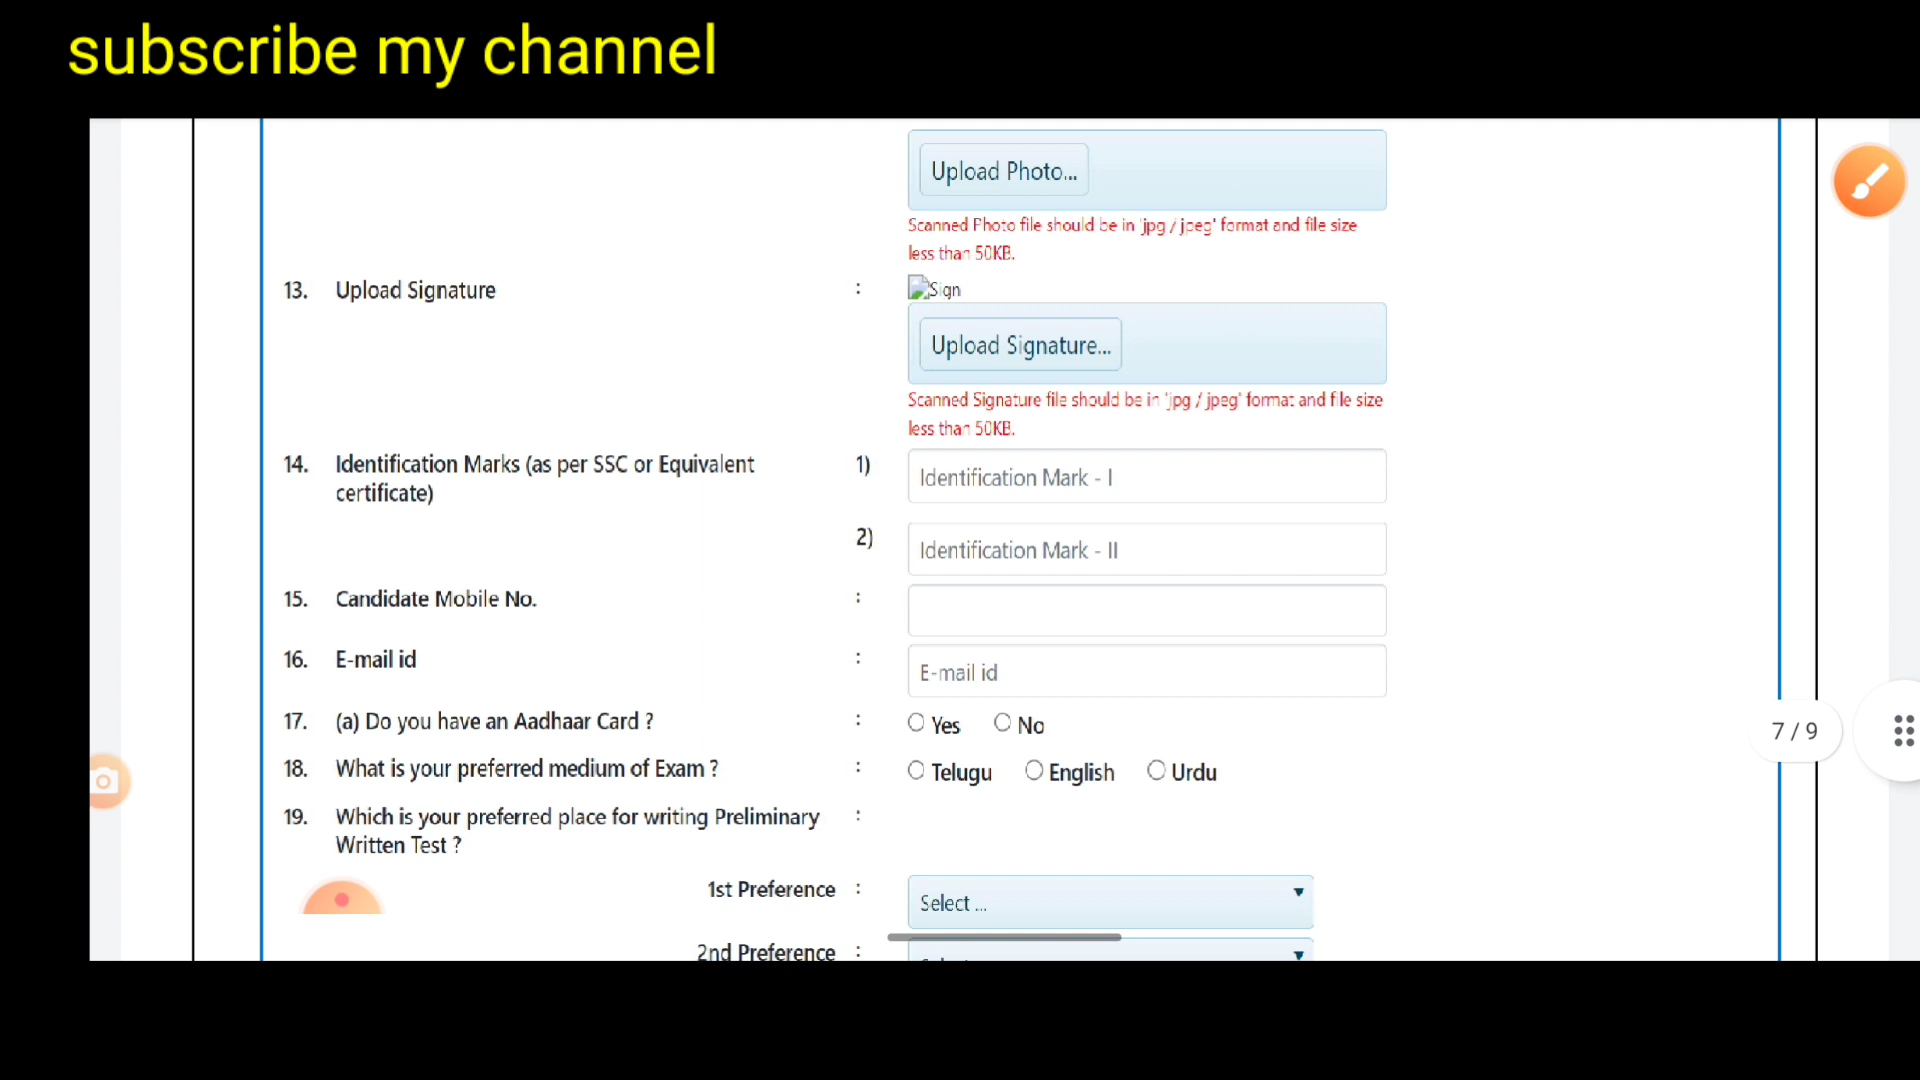 subscribe my channel
Upload Photo...
Scanned Photo file should be in 'jpg / jpeg' format and file size
less than 50KB.
13. Upload Signature :
Sign
Upload Signature...
Scanned Signature file should be in 'jpg / jpeg' format and file size
less than 50KB.
14. Identification Marks (as per SSC or Equivalent 1) Identification Mark - I
certificate)
2) Identification Mark - II
15. Candidate Mobile No. :
16. E-mail id : E-mail id
17. (a) Do you have an Aadhaar Card ? : Yes No
7 / 9
18. What is your preferred medium of Exam ? : Telugu English Urdu
19. Which is your preferred place for writing Preliminary :
Written Test ?
1st Preference : Select ...
2nd Preference :